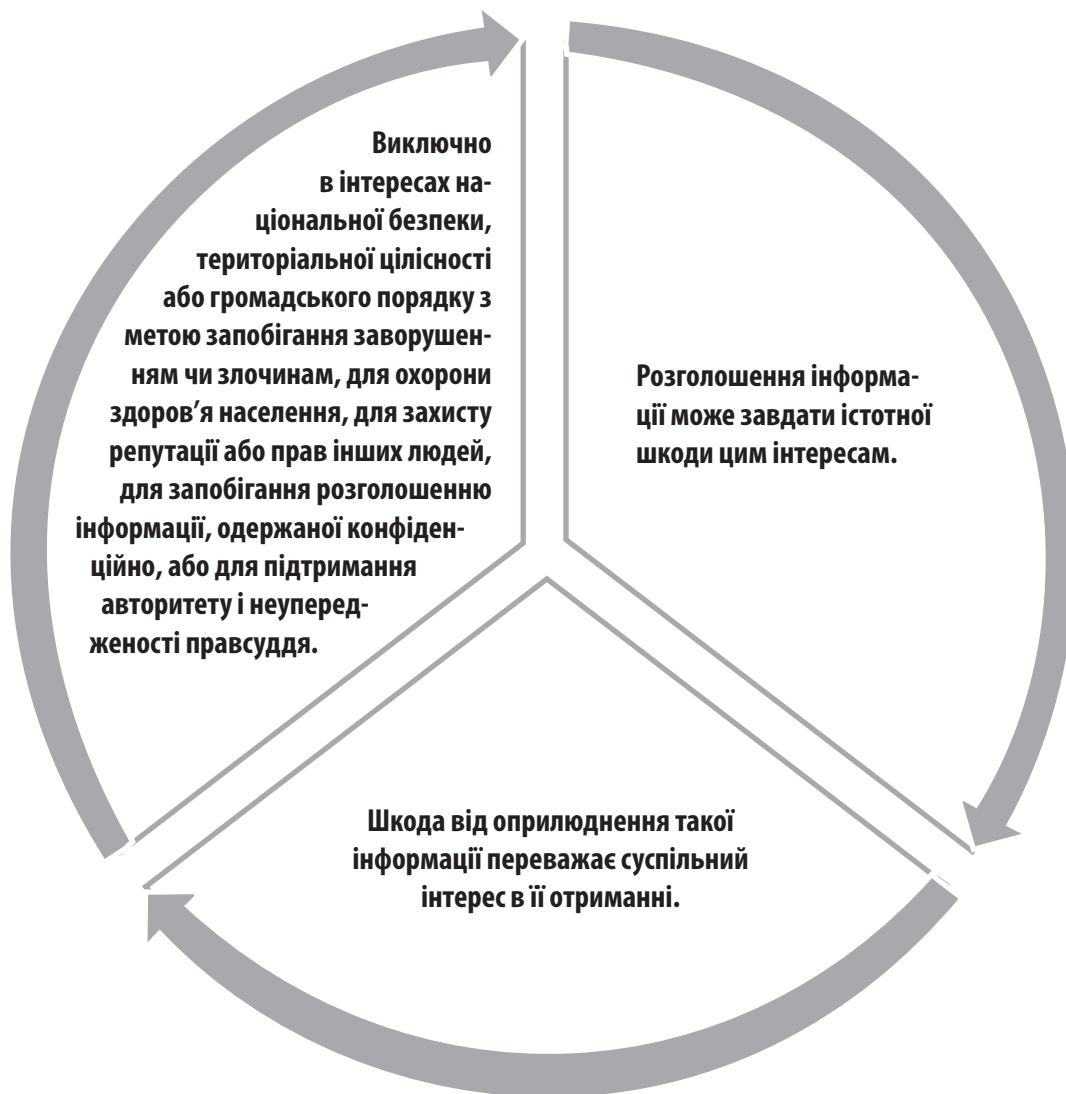 Виключно
в інтересах на-
ціональної безпеки,
територіальної цілісності
або громадського порядку з
метою запобігання заворушен-
ням чи злочинам, для охорони
здоров’я населення, для захисту
репутації або прав інших людей,
для запобігання розголошенню
інформації, одержаної конфіден-
ційно, або для підтримання
авторитету і неуперед-
женості правсуддя.
Розголошення інформа-
ції може завдати істотної
шкоди цим інтересам.
Шкода від оприлюднення такої
інформації переважає суспільний
інтерес в її отриманні.